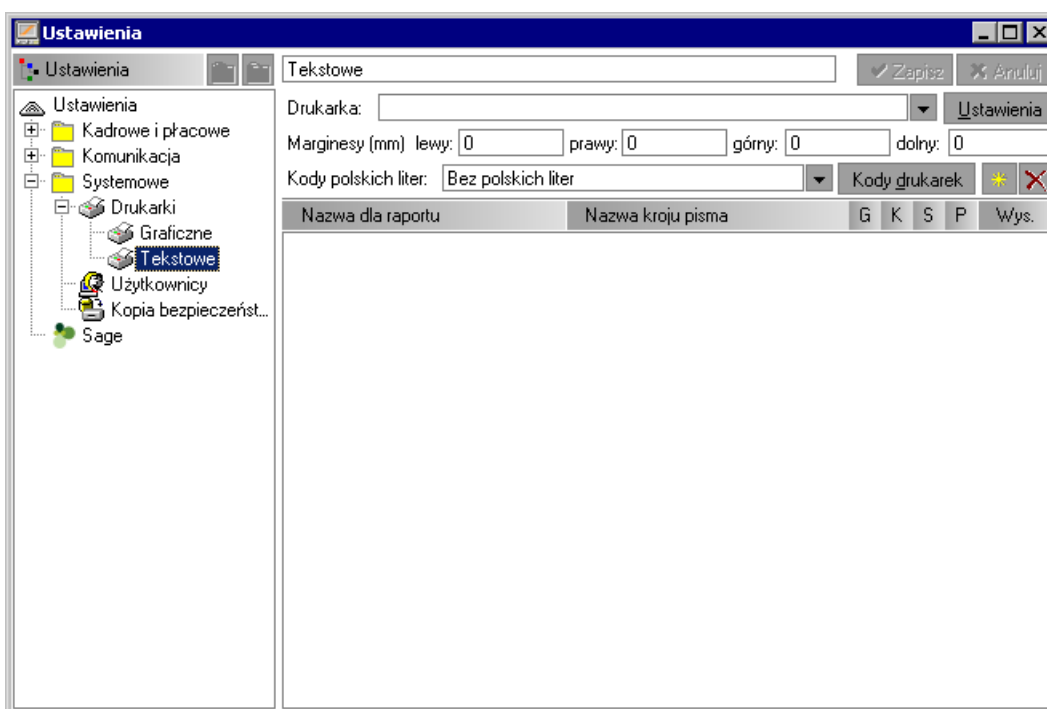 Ustawienia
Ustawienia
Tekstowe
Zapisz
Anuluj
Ustawienia
Kadrowe i płacowe
Komunikacja
Systemowe
Drukarki
Graficzne
Tekstowe
Użytkownicy
Kopia bezpieczeńst...
Sage
Drukarka:
Ustawienia
Marginesy (mm) lewy: 0 prawy: 0 górny: 0 dolny: 0
Kody polskich liter: Bez polskich liter Kody drukarek
Nazwa dla raportu Nazwa kroju pisma G K S P Wys.